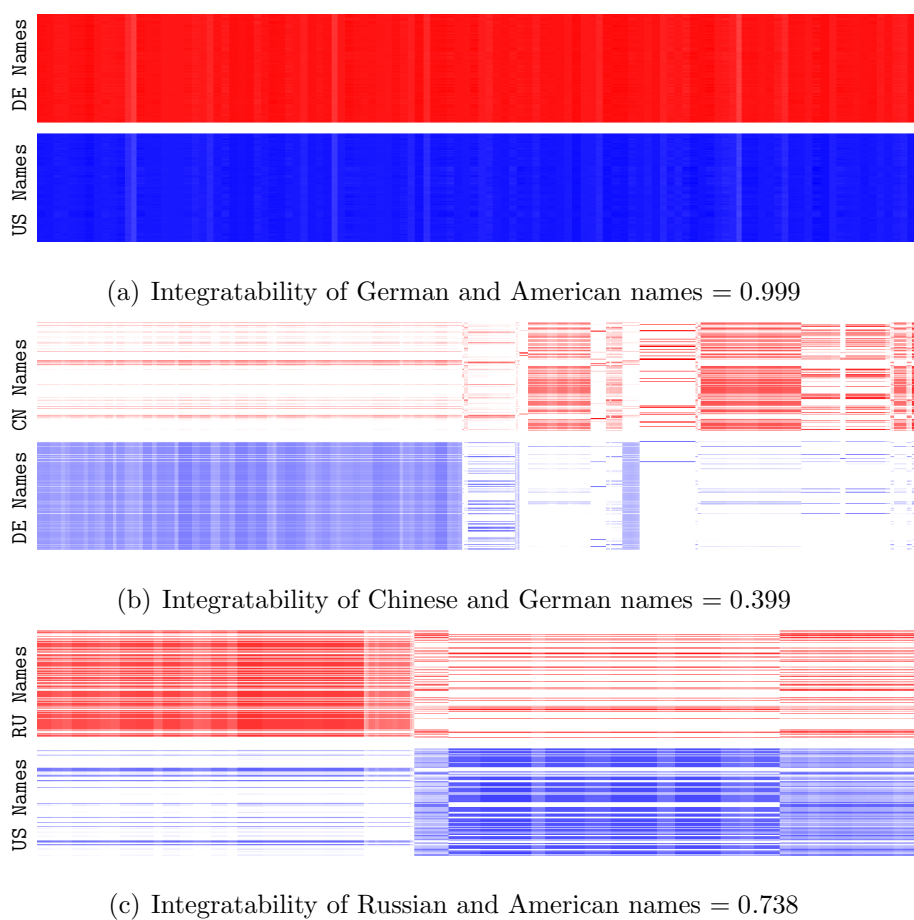 DE Names
US Names
(a) Integratability of German and American names = 0.999
CN Names
DE Names
(b) Integratability of Chinese and German names = 0.399
RU Names
US Names
(c) Integratability of Russian and American names = 0.738